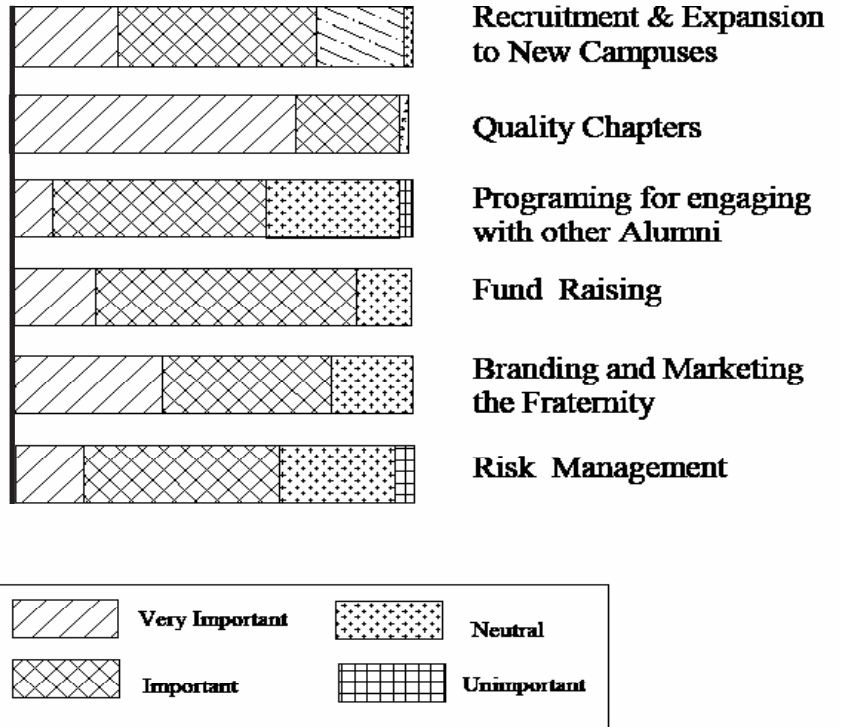 Recruitment & Expansion
to New Campuses
Quality Chapters
Programing for engaging
with other Alumni
Fund Raising
Branding and Marketing
the Fraternity
Risk Management
Very Important
Neutral
Important
Unimportant